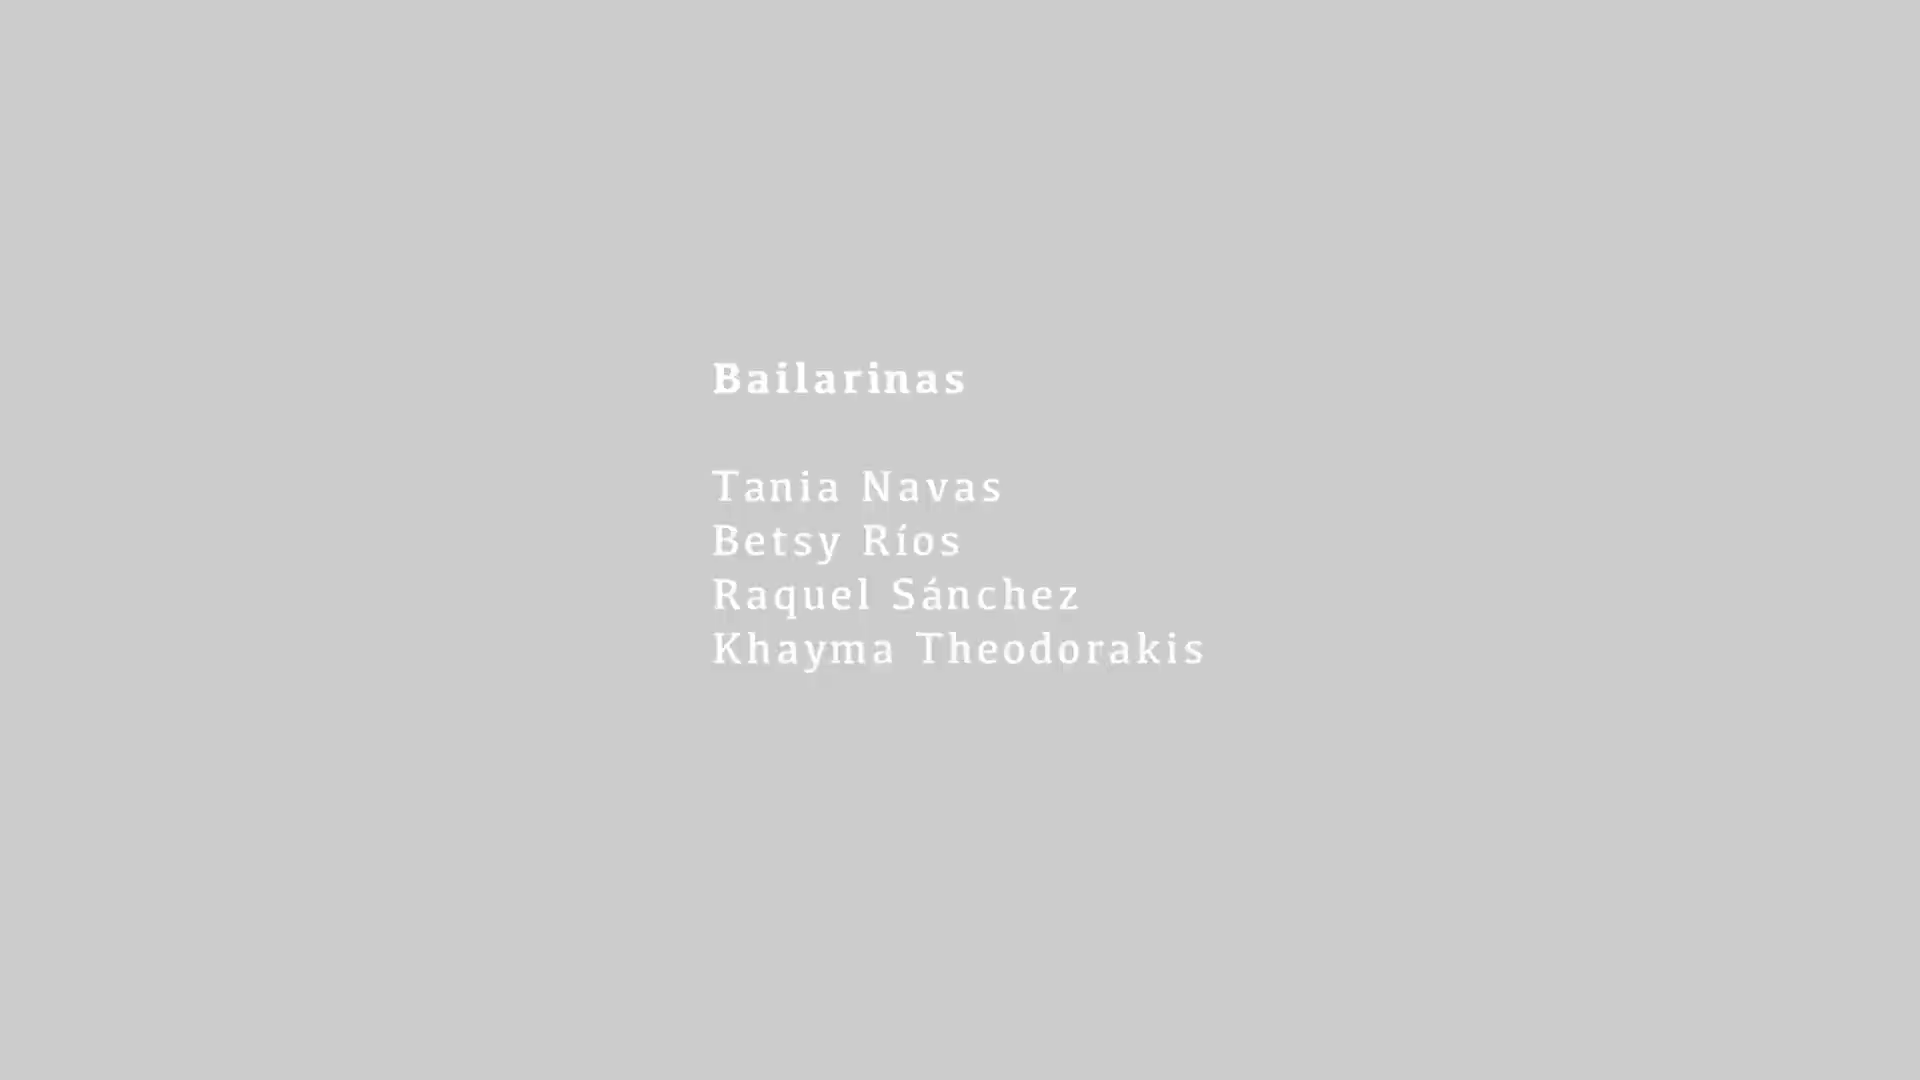 Bailarinas
Tania Navas
Betsy Ríos
Raquel Sánchez
Khayma Theodorakis